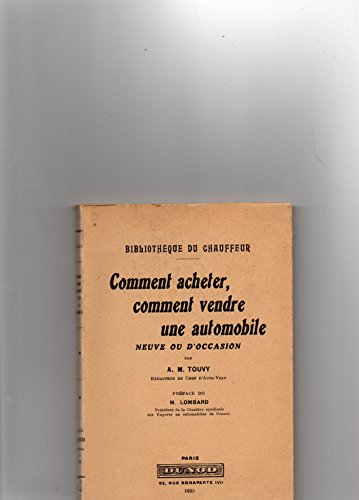 BIBLIOTHÈQUE DU CHAUFFEUR
Comment acheter,
comment vendre
une automobile
NEUVE OU D'OCCASION
PAR
A. M. TOUVY
RÉDACTEUR EN CHEF D'AUTO-VOLT
PRÉFACE DE
M. LOMBARD
Président de la Chambre syndicale
des Experts en automobiles de France.
PARIS
DUNOD
92, RUE BONAPARTE (VI)
1935